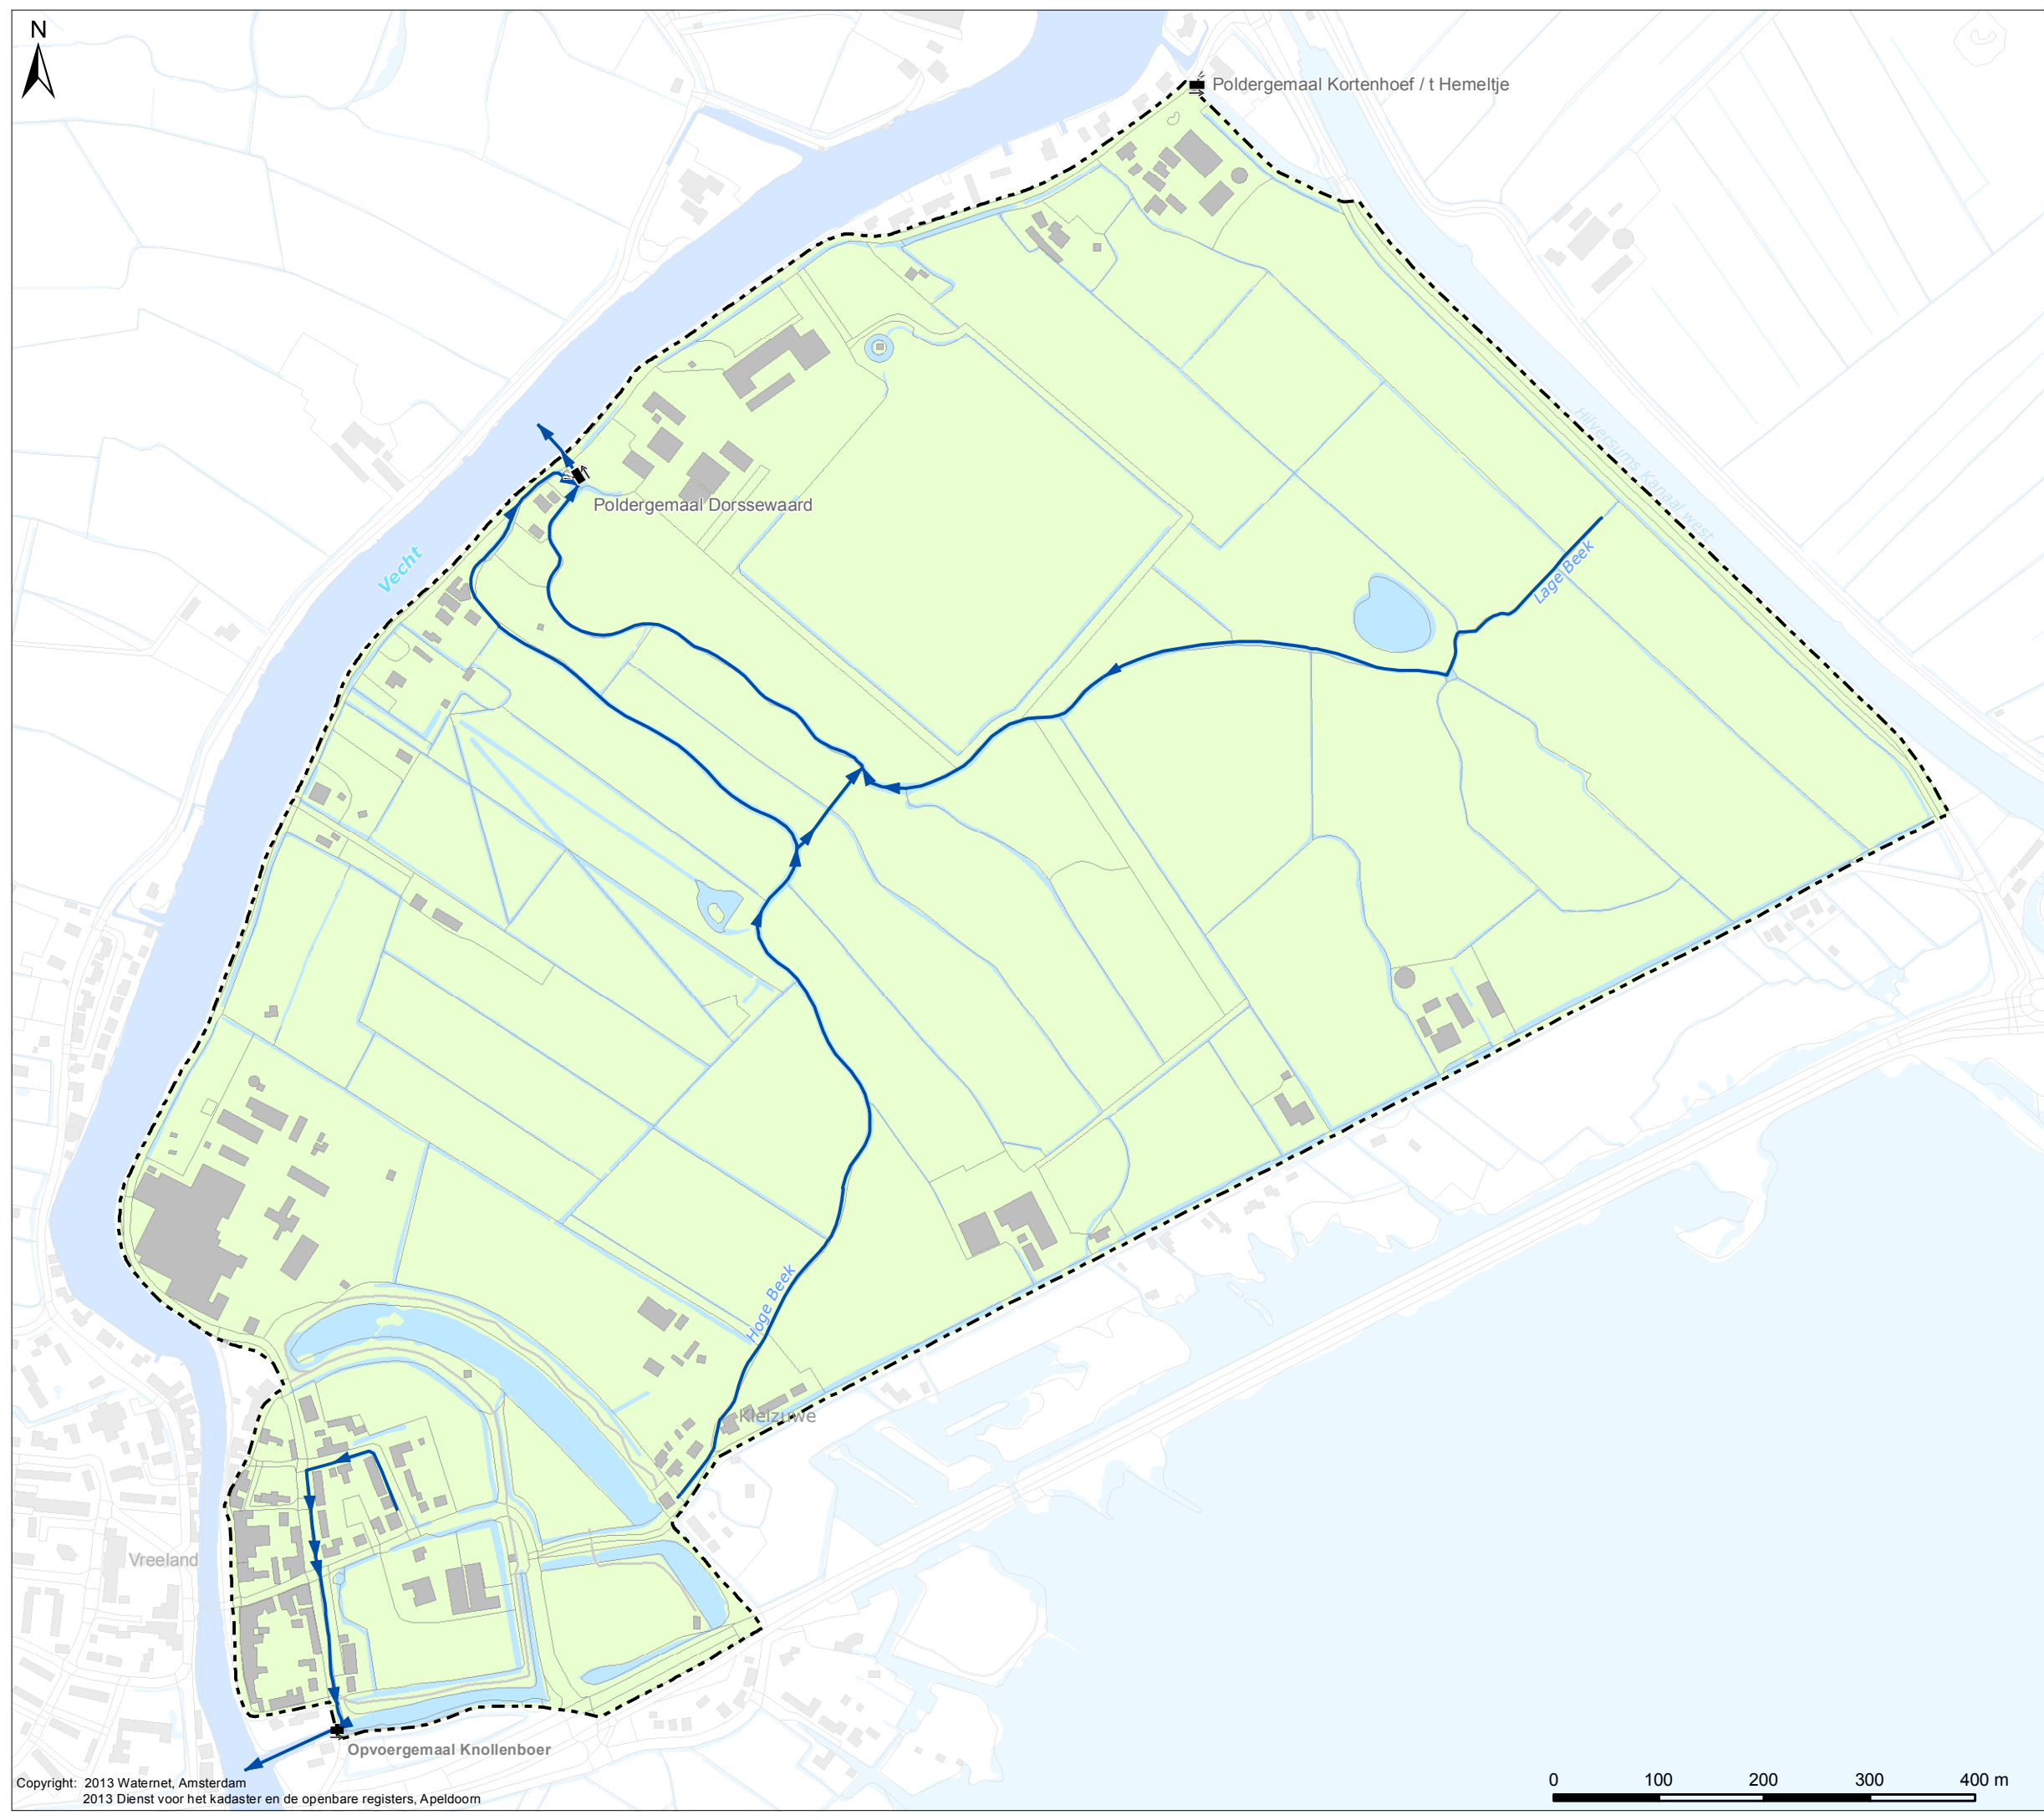 N
Poldergemaal Kortenhoef / t Hemeltje
Hilversums Kanaal west
Poldergemaal Dorssewaard
Vecht
Lage Beek
Hoge Beek
Kleizuwe
Vreeland
Opvoergemaal Knollenboer
Copyright: 2013 Waternet, Amsterdam
2013 Dienst voor het kadaster en de openbare registers, Apeldoorn
0 100 200 300 400 m